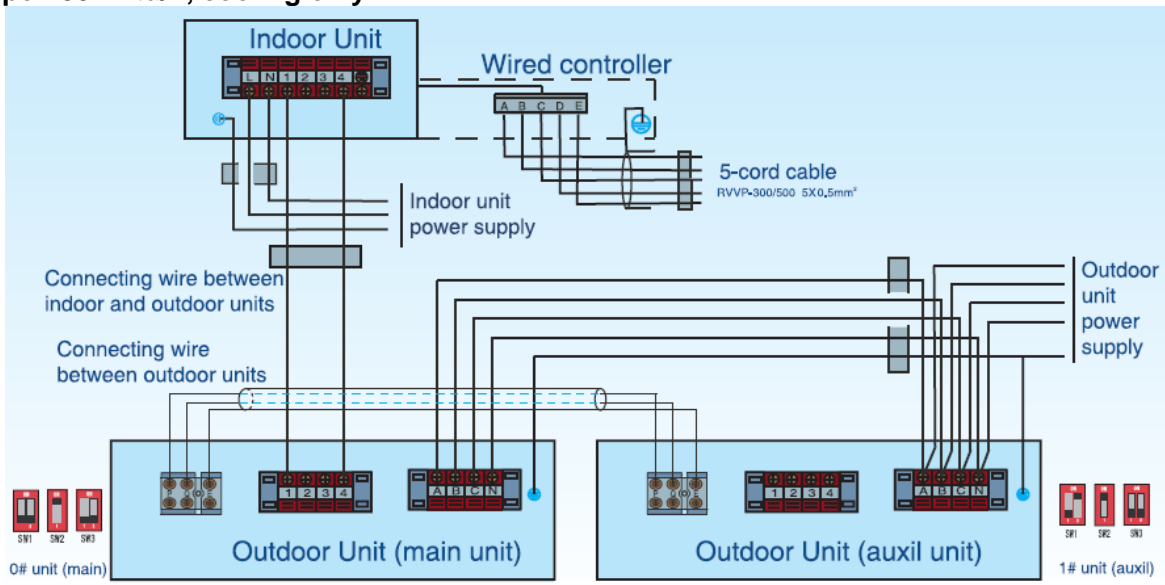 Indoor Unit
L N 1 2 3 4
Wired controller
A B C D E
5-cord cable
RVVP-300/500 5X0.5mm²
Indoor unit
power supply
Connecting wire between
indoor and outdoor units
Connecting wire
between outdoor units
Outdoor
unit
power
supply
P Q E
1 2 3 4
A B C N
P Q E
1 2 3 4
A B C N
SW1 SW2 SW3
0# unit (main)
Outdoor Unit (main unit)
Outdoor Unit (auxil unit)
SW1 SW2 SW3
1# unit (auxil)